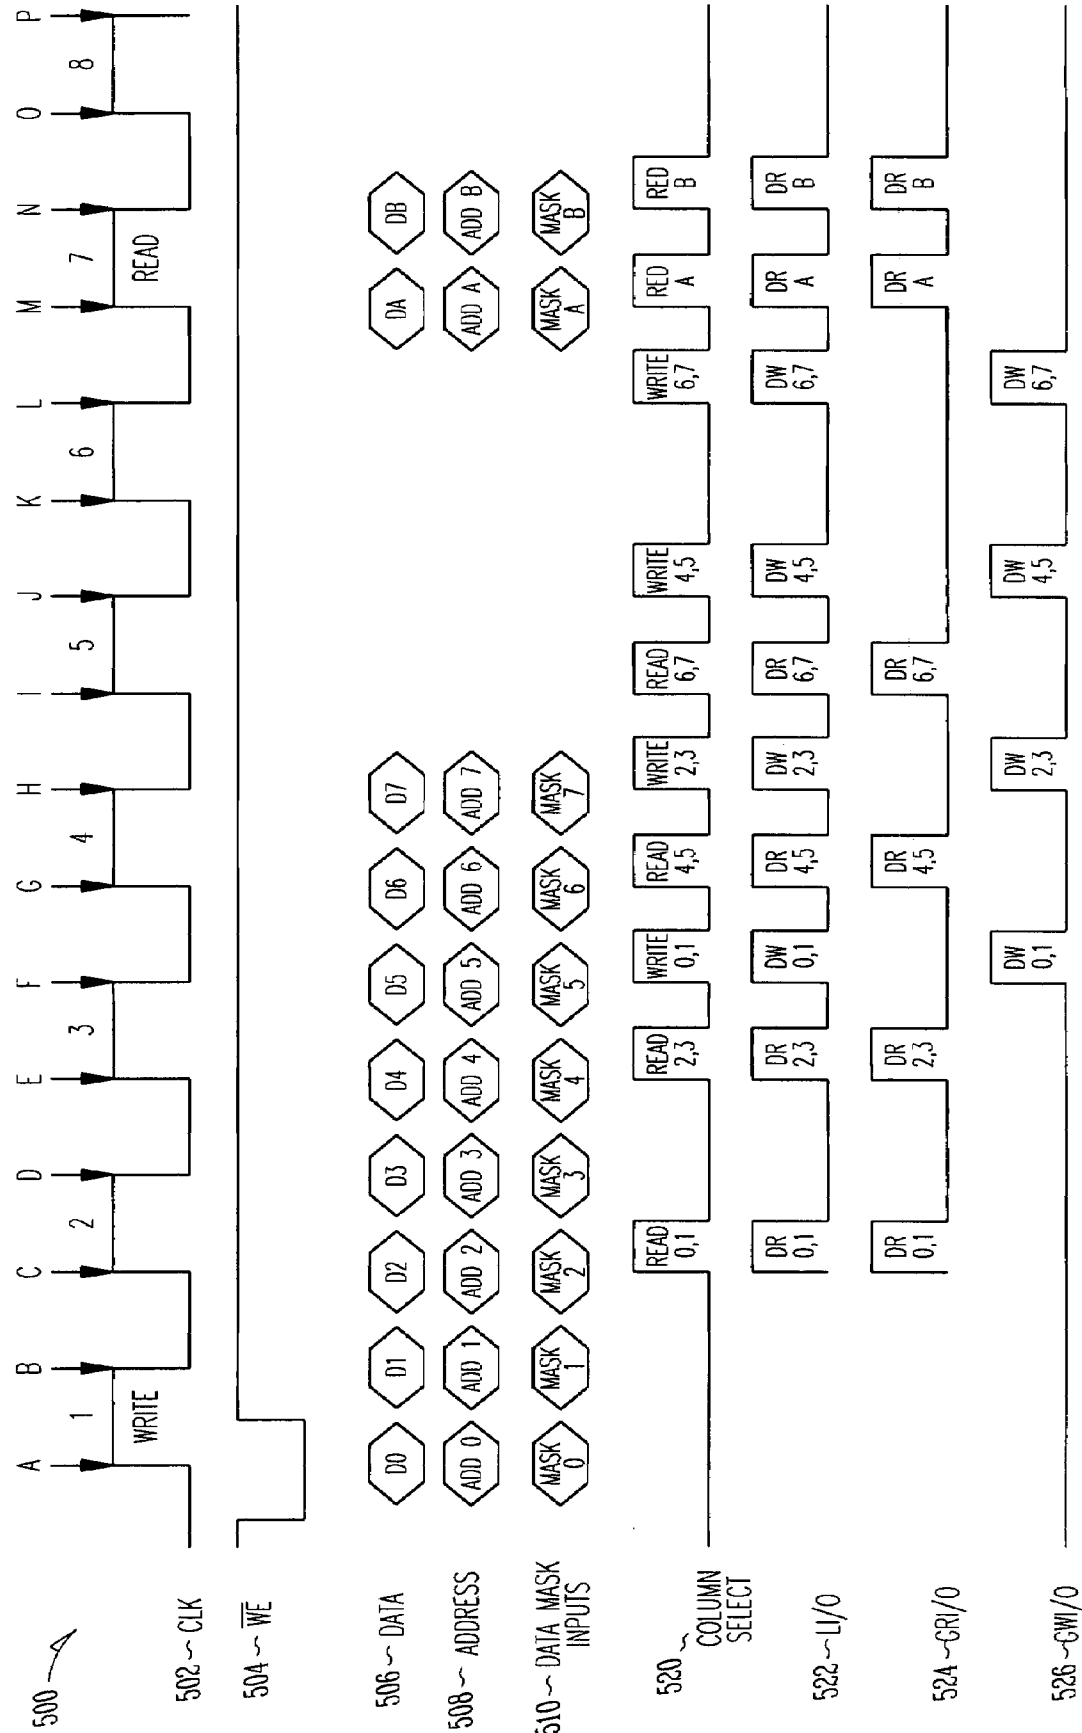 500
A B C D E F G H I J K L M N O P
1 2 3 4 5 6 7 8
WRITE READ
502~CLK
504~WE
506~DATA
D0 D1 D2 D3 D4 D5 D6 D7 DA DB
508~ADDRESS
ADD 0 ADD 1 ADD 2 ADD 3 ADD 4 ADD 5 ADD 6 ADD 7 ADD A ADD B
510~DATA MASK
INPUTS
MASK 0 MASK 1 MASK 2 MASK 3 MASK 4 MASK 5 MASK 6 MASK 7 MASK A MASK B
520~
COLUMN
SELECT
READ 0,1 READ 2,3 WRITE 0,1 READ 4,5 WRITE 2,3 READ 6,7 WRITE 4,5 WRITE 6,7 RED A RED B
522~LI/O
DR 0,1 DR 2,3 DW 0,1 DR 4,5 DW 2,3 DR 6,7 DW 4,5 DW 6,7 DR A DR B
524~GRI/O
DR 0,1 DR 2,3 DR 4,5 DR 6,7 DR A DR B
526~GWI/O
DW 0,1 DW 2,3 DW 4,5 DW 6,7